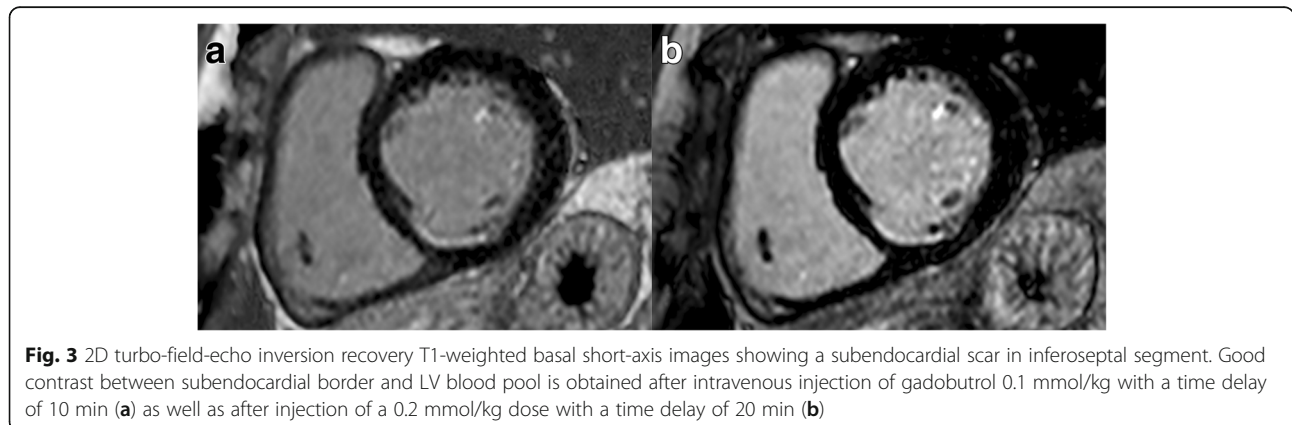 a
b
Fig. 3 2D turbo-field-echo inversion recovery T1-weighted basal short-axis images showing a subendocardial scar in inferoseptal segment. Good
contrast between subendocardial border and LV blood pool is obtained after intravenous injection of gadobutrol 0.1 mmol/kg with a time delay
of 10 min (a) as well as after injection of a 0.2 mmol/kg dose with a time delay of 20 min (b)